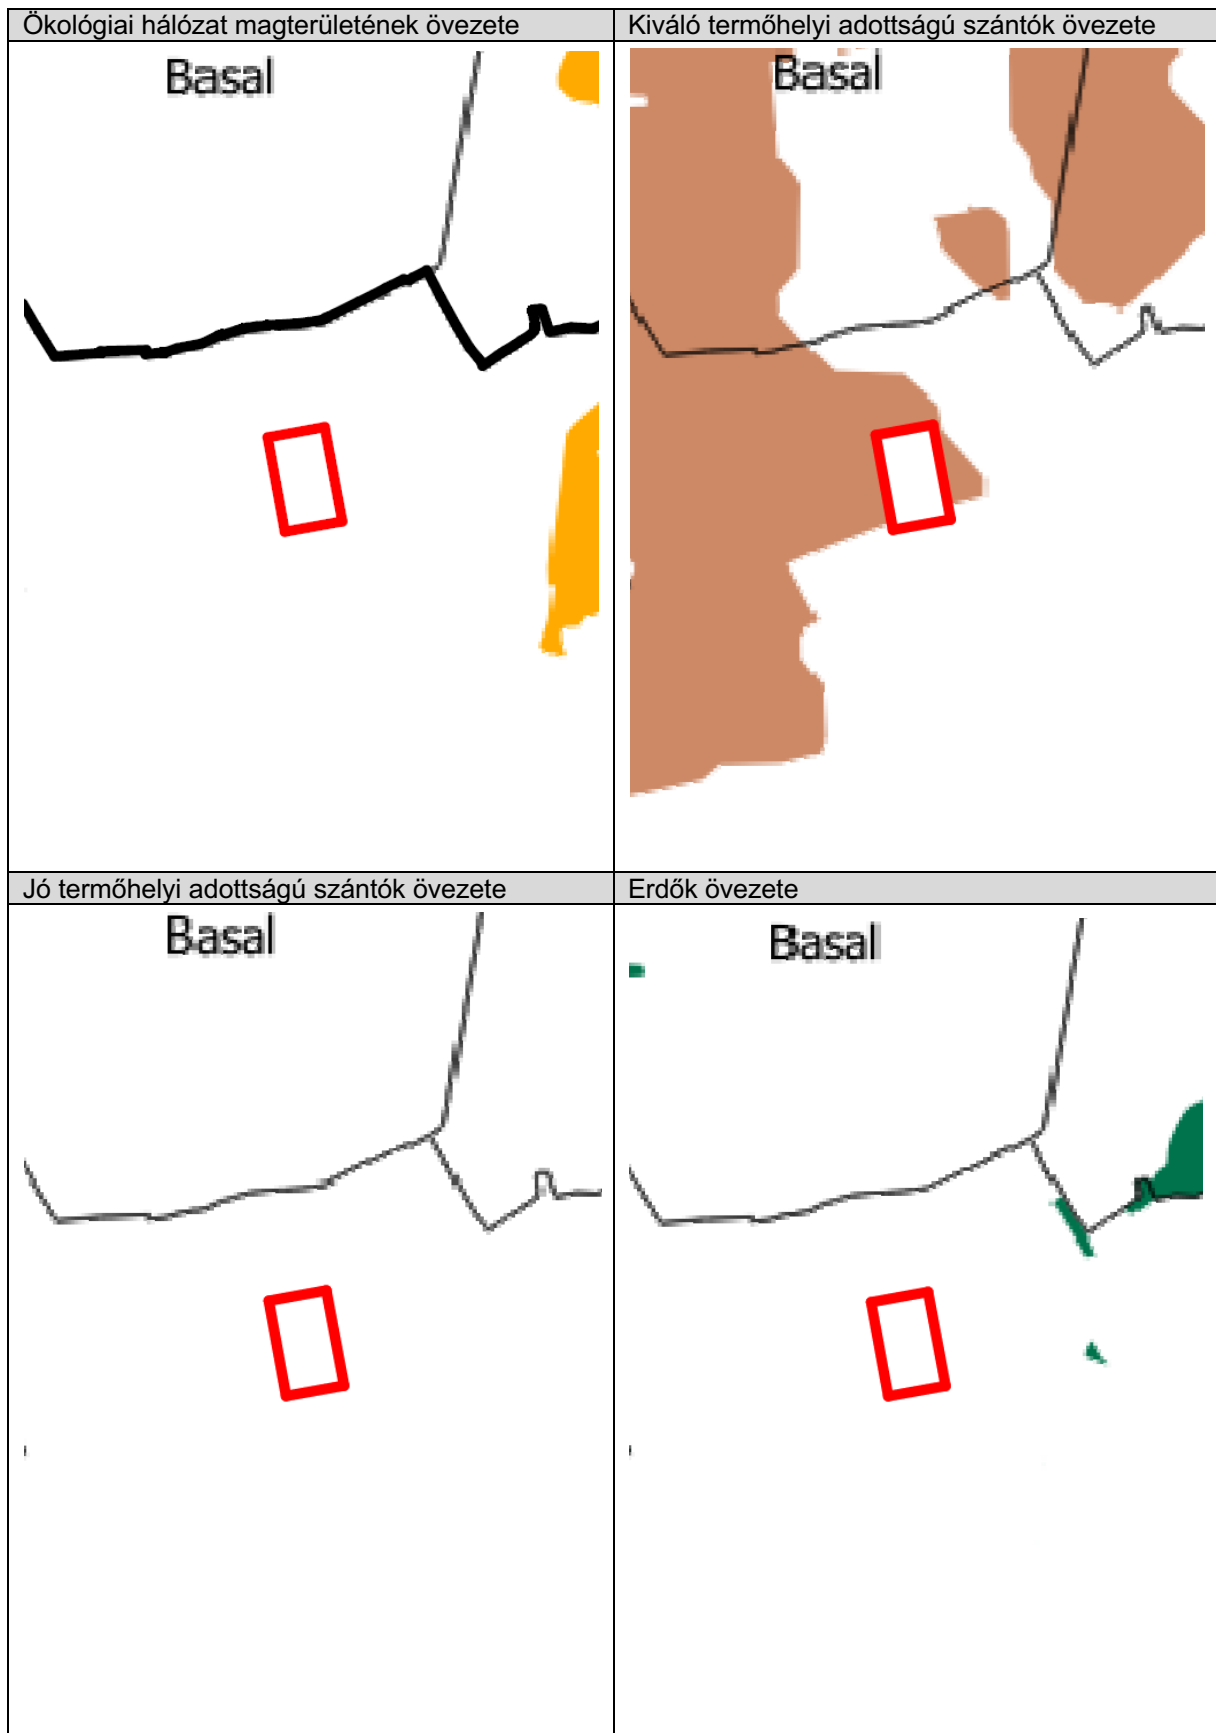 Ökológiai hálózat magterületének övezete
Kiváló termőhelyi adottságú szántók övezete
Basal
Basal
Jó termőhelyi adottságú szántók övezete
Erdők övezete
Basal
Basal